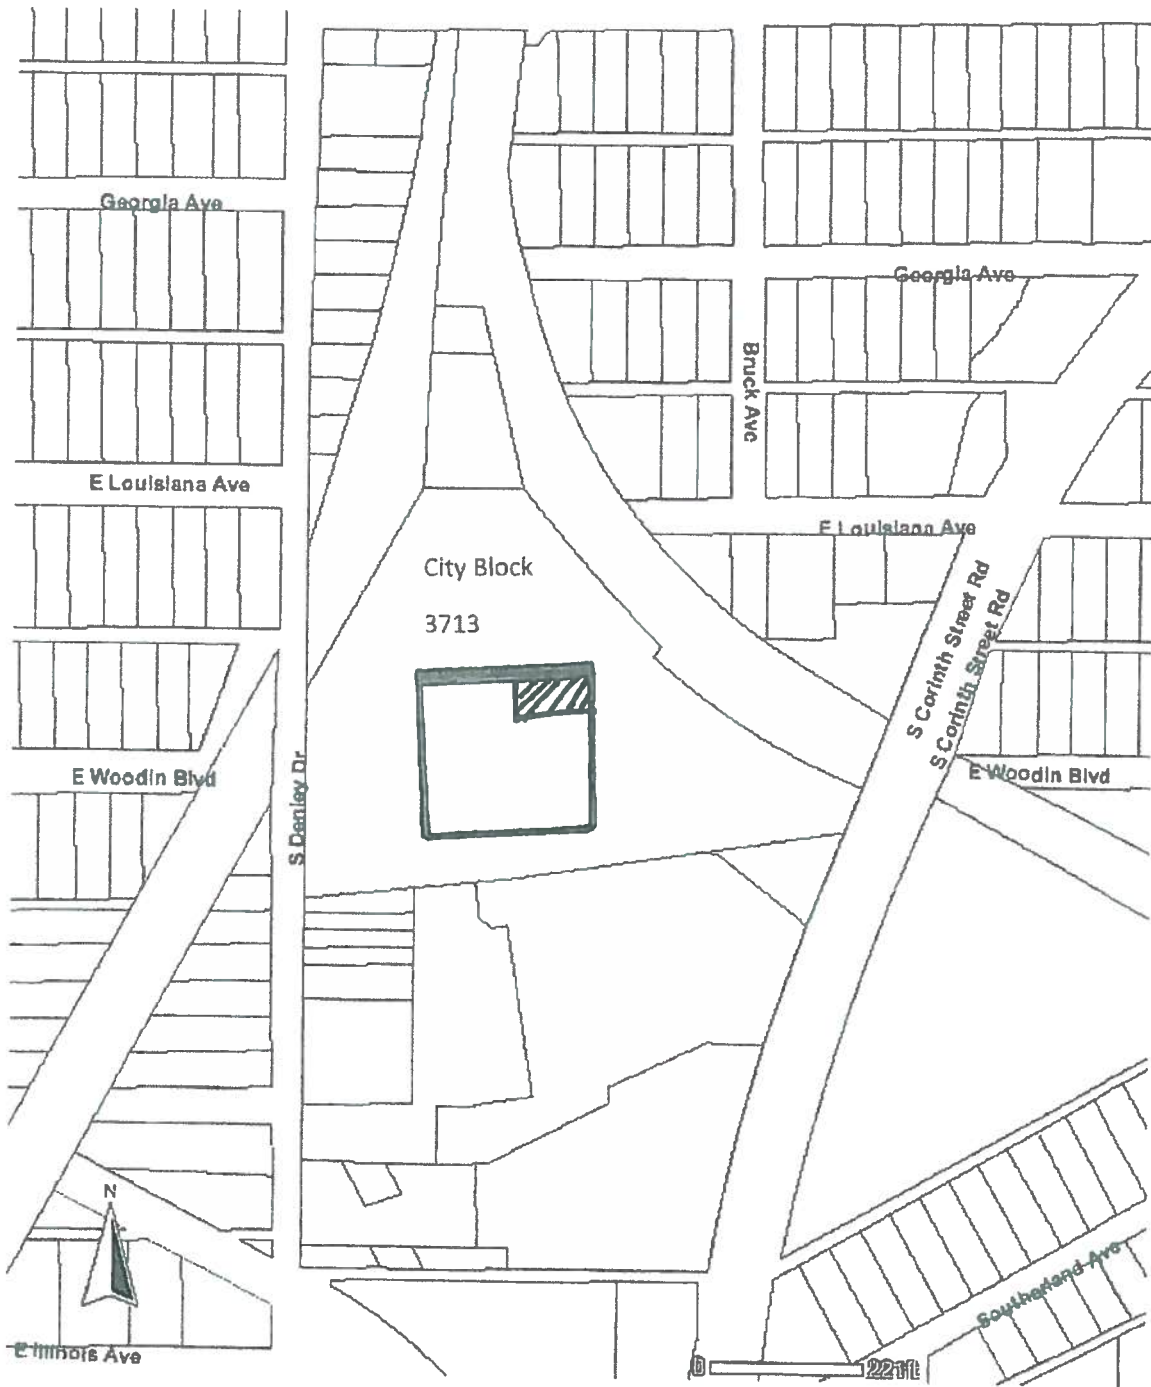 Georgia Ave
Georgia Ave
Bruck Ave
E Louisiana Ave
E Louisiana Ave
City Block
3713
S Corinth Street Rd
S Corinth Street Rd
E Woodin Blvd
E Woodin Blvd
S Denley Dr
N
Southerland Ave
E Illinois Ave
0
221ft